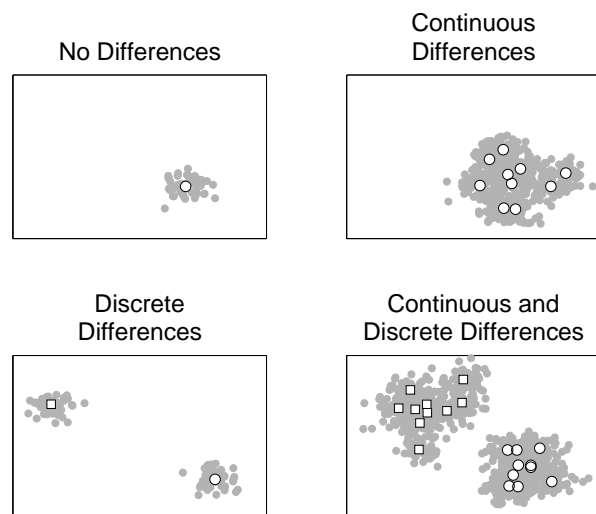 No Differences
Continuous
Differences
Discrete
Differences
Continuous and
Discrete Differences